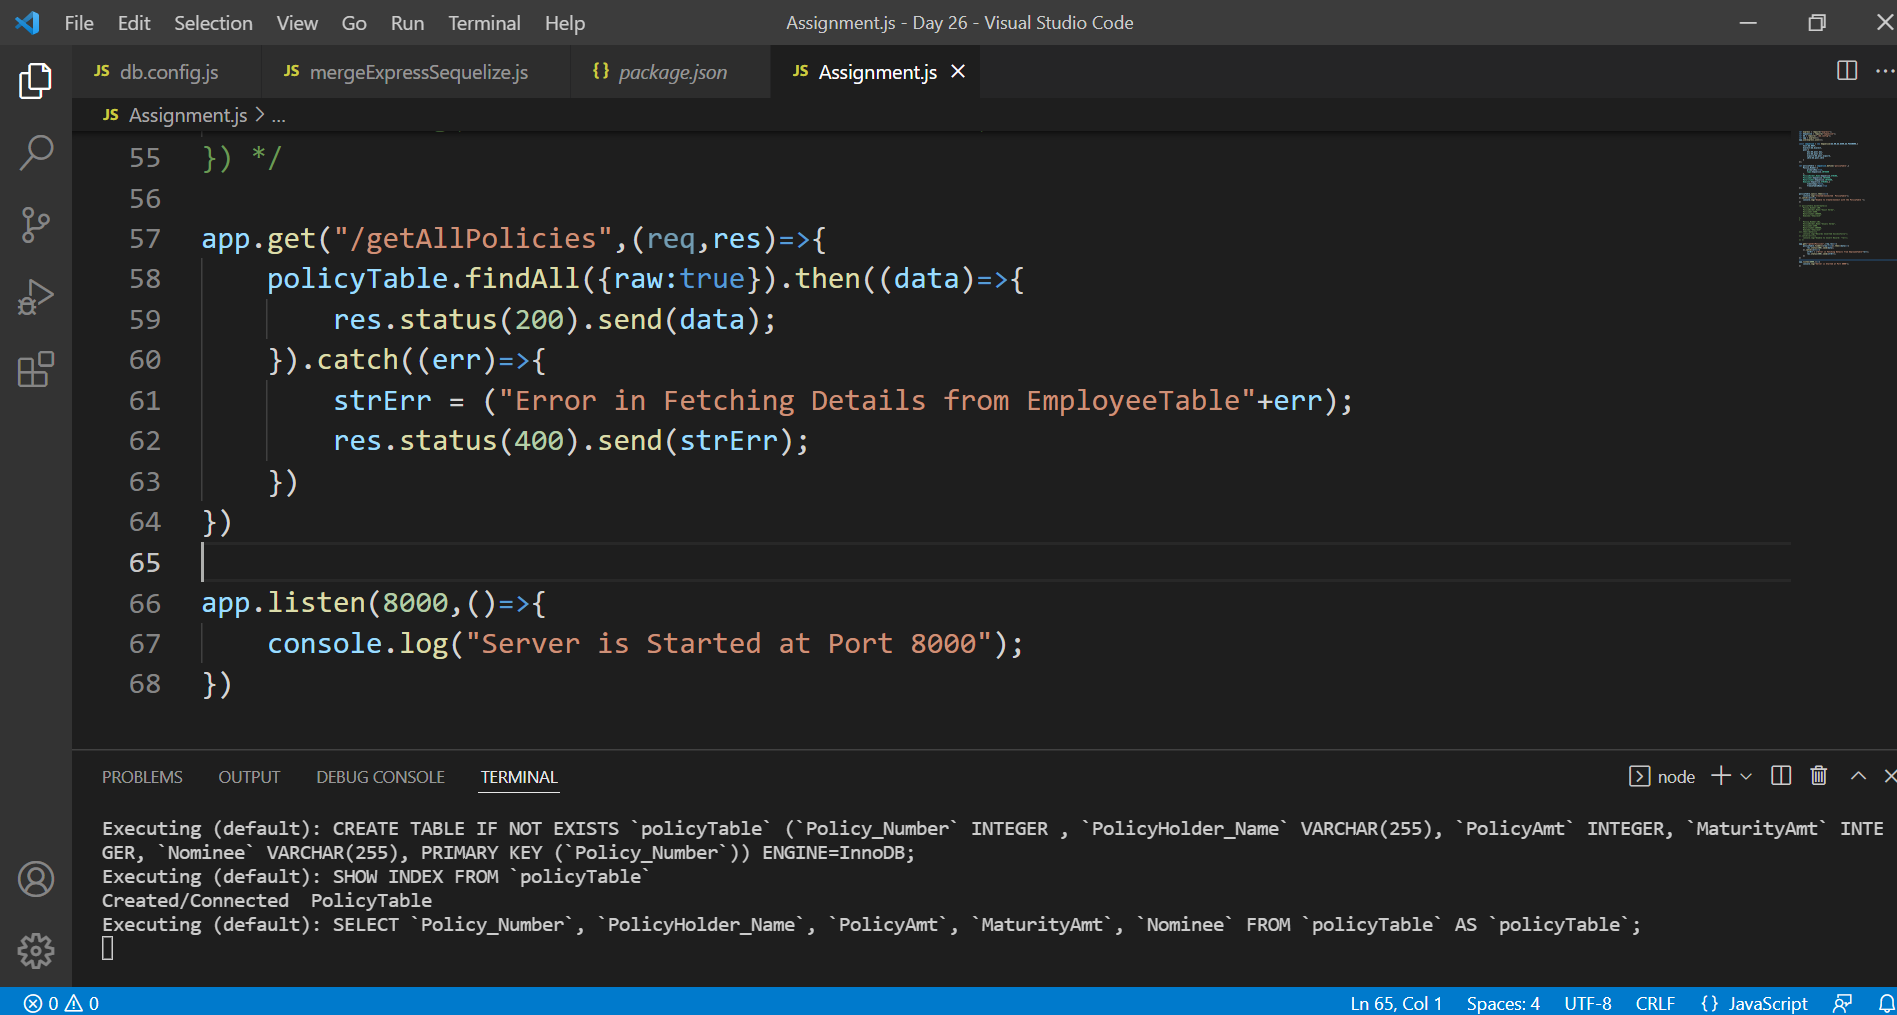 File Edit Selection View Go Run Terminal Help
Assignment.js - Day 26 - Visual Studio Code
JS db.config.js
JS mergeExpressSequelize.js
{} package.json
JS Assignment.js
JS Assignment.js > ...
55 }) */
56
57 app.get("/getAllPolicies",(req,res)=>{
58     policyTable.findAll({raw:true}).then((data)=>{
59         res.status(200).send(data);
60     }).catch((err)=>{
61         strErr = ("Error in Fetching Details from EmployeeTable"+err);
62         res.status(400).send(strErr);
63     })
64 })
65
66 app.listen(8000,()=>{
67     console.log("Server is Started at Port 8000");
68 })
PROBLEMS OUTPUT DEBUG CONSOLE TERMINAL
node
Executing (default): CREATE TABLE IF NOT EXISTS `policyTable` (`Policy_Number` INTEGER , `PolicyHolder_Name` VARCHAR(255), `PolicyAmt` INTEGER, `MaturityAmt` INTE
GER, `Nominee` VARCHAR(255), PRIMARY KEY (`Policy_Number`)) ENGINE=InnoDB;
Executing (default): SHOW INDEX FROM `policyTable`
Created/Connected  PolicyTable
Executing (default): SELECT `Policy_Number`, `PolicyHolder_Name`, `PolicyAmt`, `MaturityAmt`, `Nominee` FROM `policyTable` AS `policyTable`;
0 0
Ln 65, Col 1 Spaces: 4 UTF-8 CRLF {} JavaScript